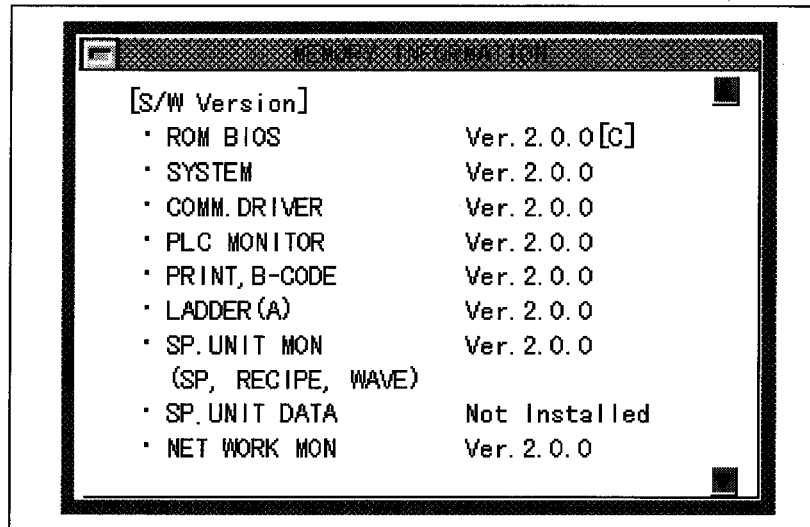 MEMORY INFORMATION
[S/W Version]
・ROM BIOS Ver. 2.0.0[C]
・SYSTEM Ver. 2.0.0
・COMM. DRIVER Ver. 2.0.0
・PLC MONITOR Ver. 2.0.0
・PRINT, B-CODE Ver. 2.0.0
・LADDER(A) Ver. 2.0.0
・SP. UNIT MON Ver. 2.0.0
(SP, RECIPE, WAVE)
・SP. UNIT DATA Not Installed
・NET WORK MON Ver. 2.0.0